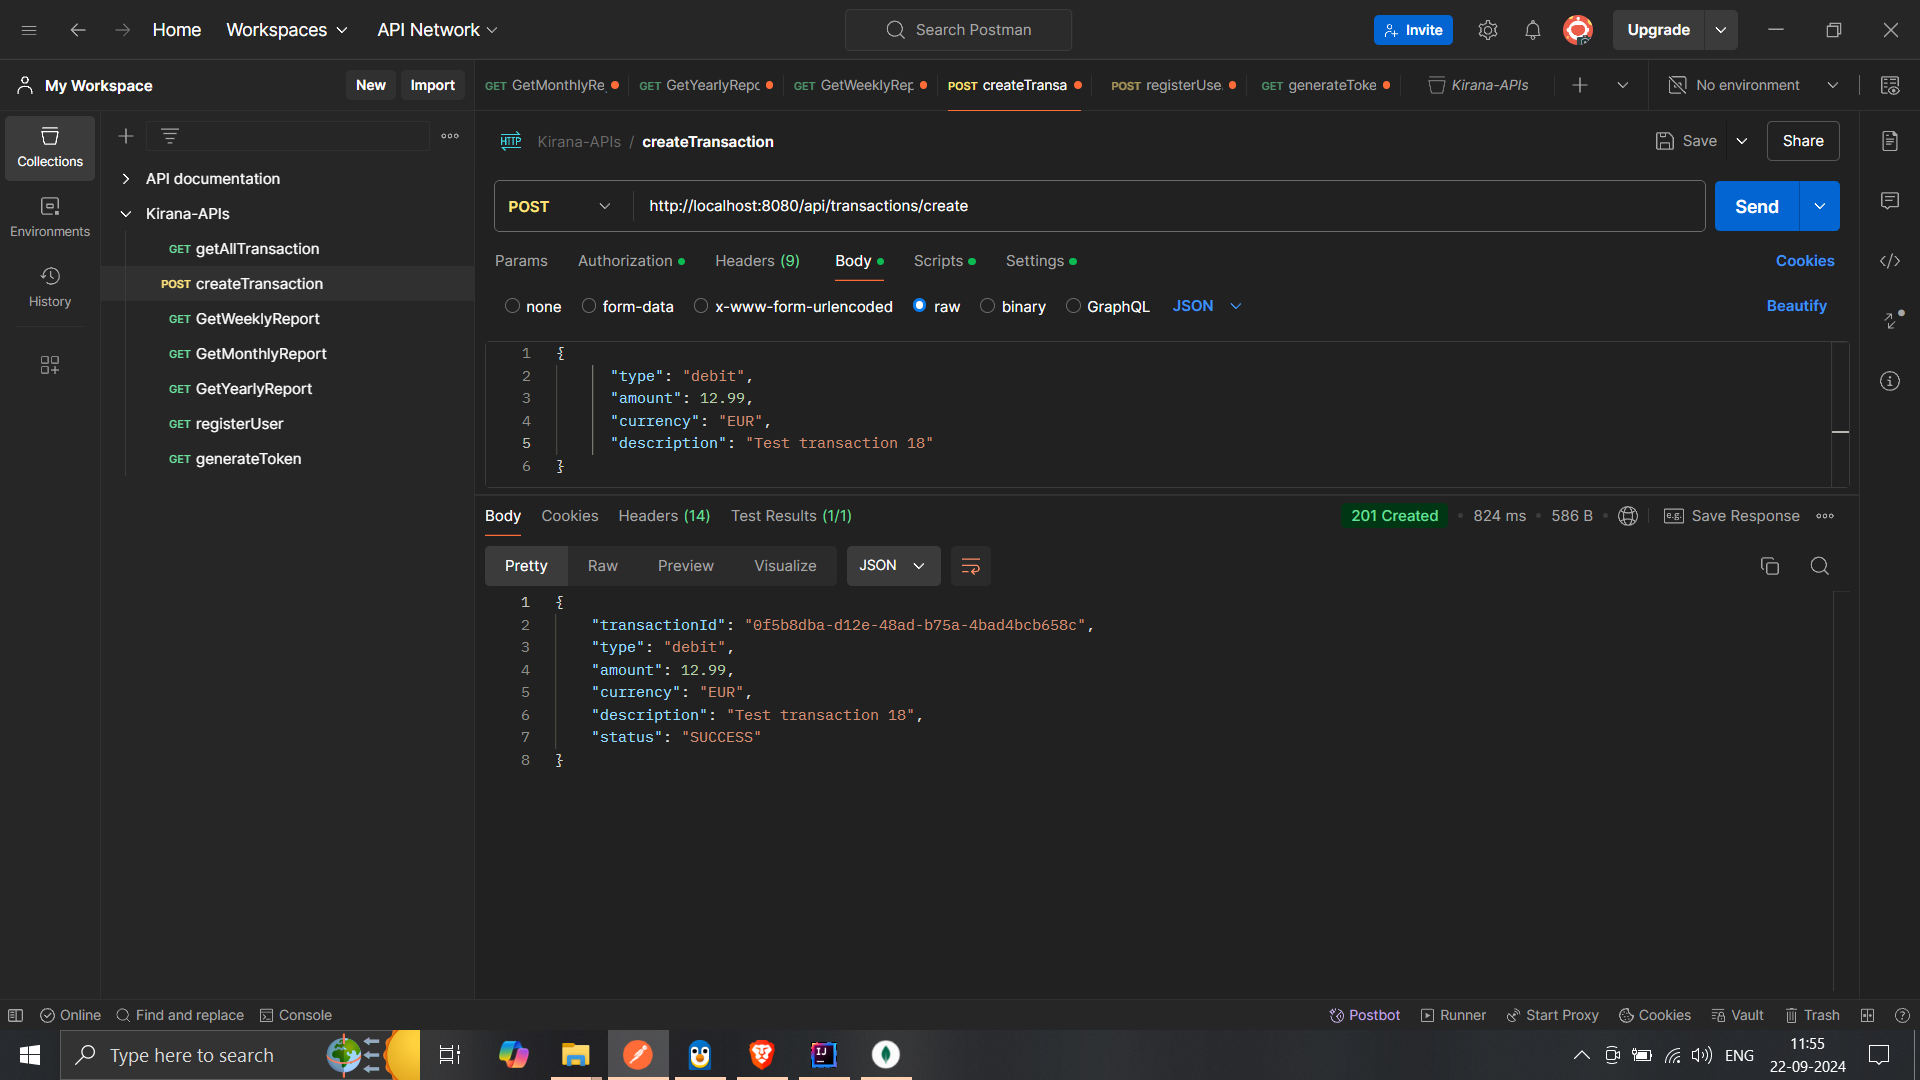 Home
Workspaces
API Network
Search Postman
Invite
Upgrade
My Workspace
New
Import
GET GetMonthlyRe
GET GetYearlyRepo
GET GetWeeklyRep
POST createTransa
POST registerUse
GET generateToke
Kirana-APIs
No environment
Collections
Environments
History
API documentation
Kirana-APIs
GET getAllTransaction
POST createTransaction
GET GetWeeklyReport
GET GetMonthlyReport
GET GetYearlyReport
GET registerUser
GET generateToken
HTTP Kirana-APIs / createTransaction
Save
Share
POST http://localhost:8080/api/transactions/create
Send
Params Authorization Headers (9) Body Scripts Settings
Cookies
none form-data x-www-form-urlencoded raw binary GraphQL JSON
Beautify
1 {
2 "type": "debit",
3 "amount": 12.99,
4 "currency": "EUR",
5 "description": "Test transaction 18"
6 }
Body Cookies Headers (14) Test Results (1/1)
201 Created • 824 ms • 586 B •
e.g. Save Response
Pretty Raw Preview Visualize JSON
1 {
2 "transactionId": "0f5b8dba-d12e-48ad-b75a-4bad4bcb658c",
3 "type": "debit",
4 "amount": 12.99,
5 "currency": "EUR",
6 "description": "Test transaction 18",
7 "status": "SUCCESS"
8 }
Online
Find and replace
Console
Postbot
Runner
Start Proxy
Cookies
Vault
Trash
Type here to search
IJ
ENG
11:55
22-09-2024